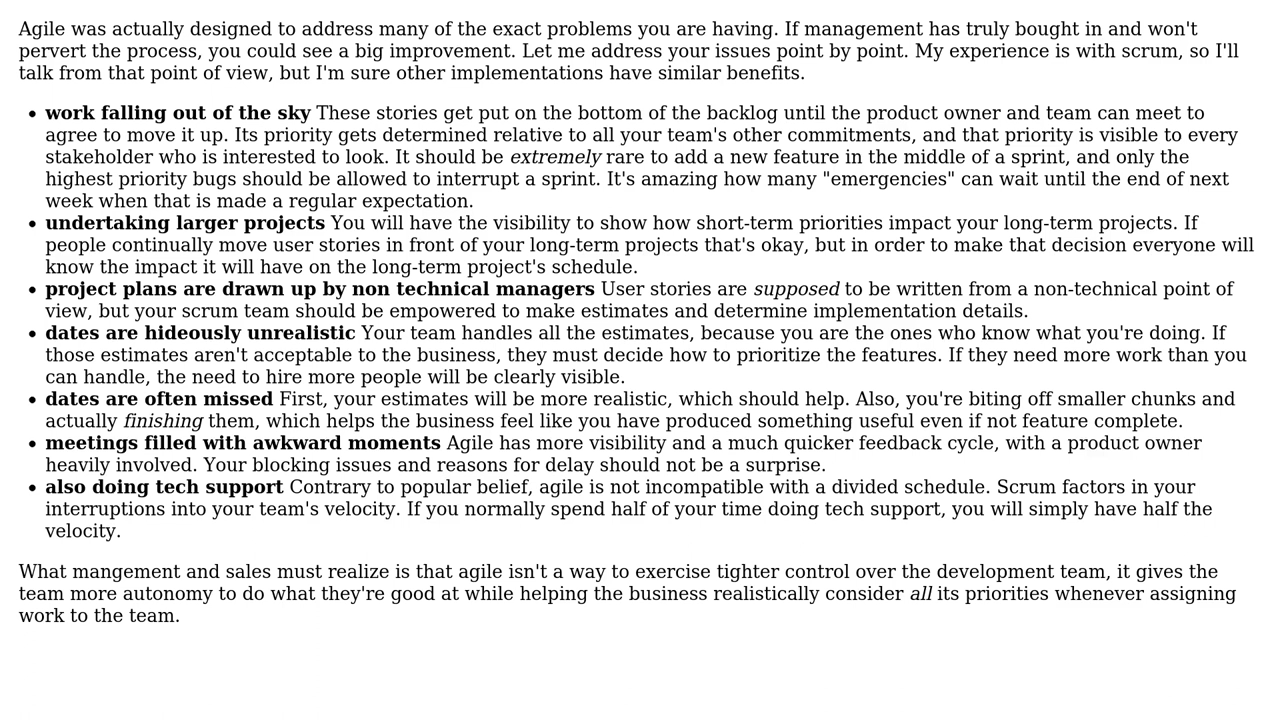 Agile was actually designed to address many of the exact problems you are having. If management has truly bought in and won't
pervert the process, you could see a big improvement. Let me address your issues point by point. My experience is with scrum, so I'll
talk from that point of view, but I'm sure other implementations have similar benefits.
• work falling out of the sky These stories get put on the bottom of the backlog until the product owner and team can meet to
agree to move it up. Its priority gets determined relative to all your team's other commitments, and that priority is visible to every
stakeholder who is interested to look. It should be extremely rare to add a new feature in the middle of a sprint, and only the
highest priority bugs should be allowed to interrupt a sprint. It's amazing how many "emergencies" can wait until the end of next
week when that is made a regular expectation.
• undertaking larger projects You will have the visibility to show how short-term priorities impact your long-term projects. If
people continually move user stories in front of your long-term projects that's okay, but in order to make that decision everyone will
know the impact it will have on the long-term project's schedule.
• project plans are drawn up by non technical managers User stories are supposed to be written from a non-technical point of
view, but your scrum team should be empowered to make estimates and determine implementation details.
• dates are hideously unrealistic Your team handles all the estimates, because you are the ones who know what you're doing. If
those estimates aren't acceptable to the business, they must decide how to prioritize the features. If they need more work than you
can handle, the need to hire more people will be clearly visible.
• dates are often missed First, your estimates will be more realistic, which should help. Also, you're biting off smaller chunks and
actually finishing them, which helps the business feel like you have produced something useful even if not feature complete.
• meetings filled with awkward moments Agile has more visibility and a much quicker feedback cycle, with a product owner
heavily involved. Your blocking issues and reasons for delay should not be a surprise.
• also doing tech support Contrary to popular belief, agile is not incompatible with a divided schedule. Scrum factors in your
interruptions into your team's velocity. If you normally spend half of your time doing tech support, you will simply have half the
velocity.
What mangement and sales must realize is that agile isn't a way to exercise tighter control over the development team, it gives the
team more autonomy to do what they're good at while helping the business realistically consider all its priorities whenever assigning
work to the team.